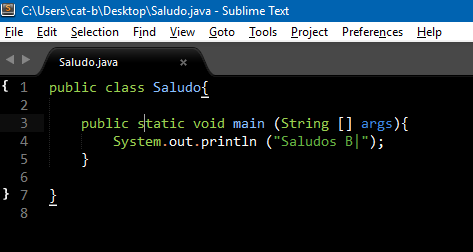 C:\Users\cat-b\Desktop\Saludo.java - Sublime Text
File Edit Selection Find View Goto Tools Project Preferences Help
Saludo.java ×
{ 1 public class Saludo{
2
3 public static void main (String [] args){
4 System.out.println ("Saludos B|");
5 }
6
} 7 }
8